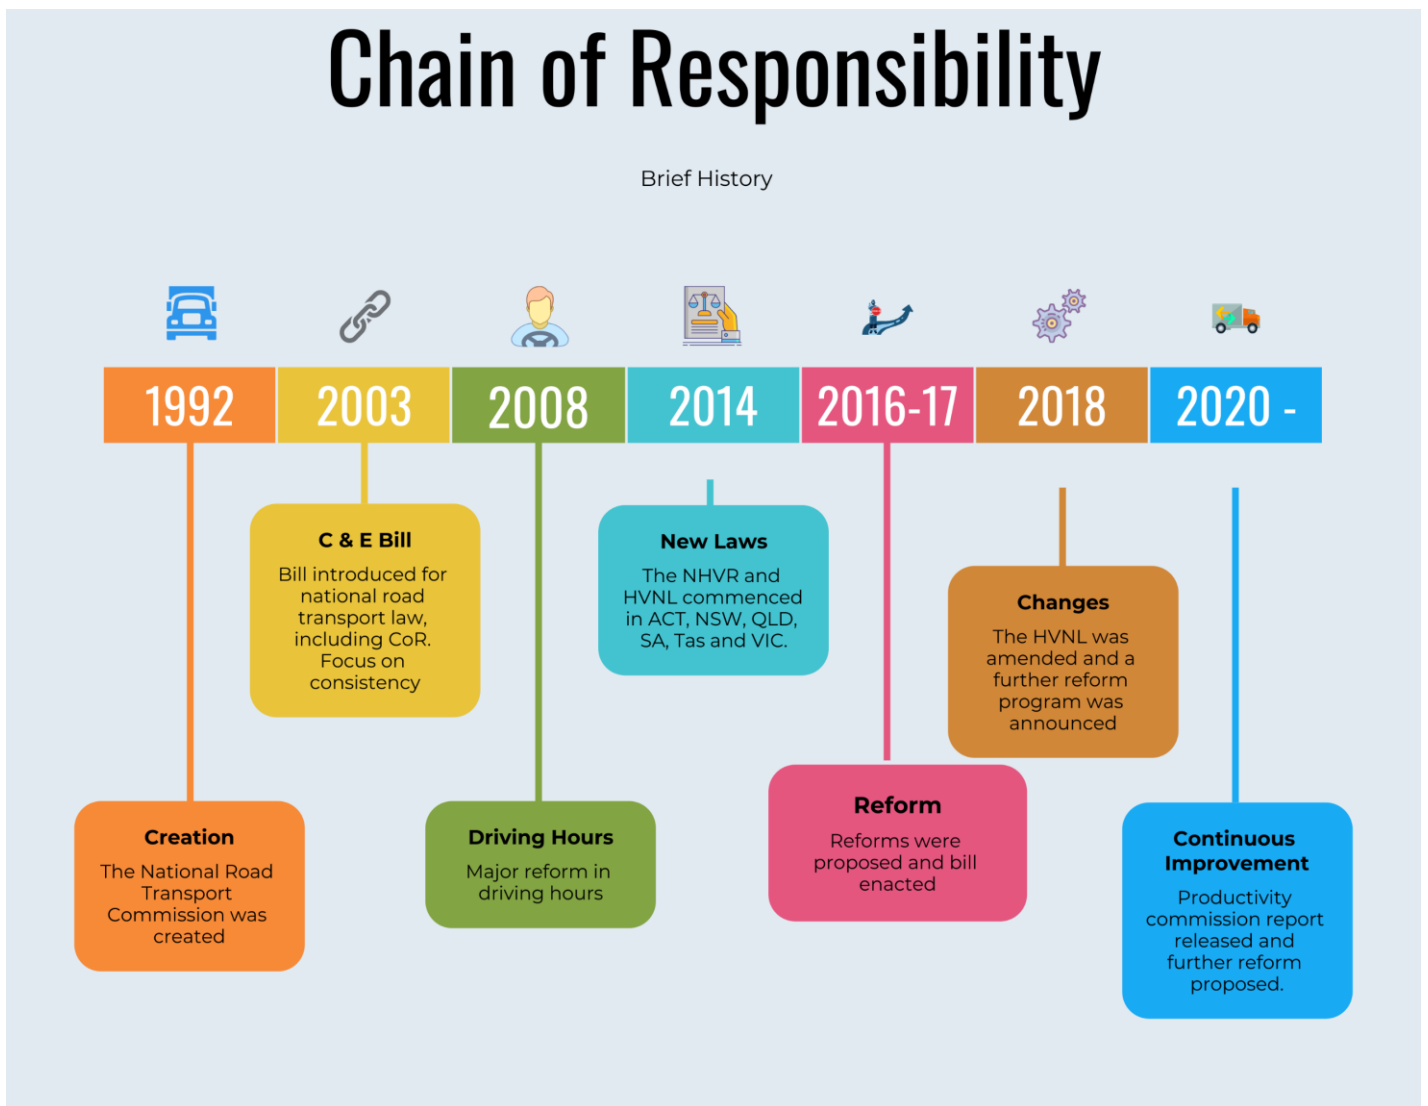 Chain of Responsibility
Brief History
1992
2003
2008
2014
2016-17
2018
2020 -
C & E Bill
Bill introduced for
national road
transport law,
including CoR.
Focus on
consistency
New Laws
The NHVR and
HVNL commenced
in ACT, NSW, QLD,
SA, Tas and VIC.
Changes
The HVNL was
amended and a
further reform
program was
announced
Creation
The National Road
Transport
Commission was
created
Driving Hours
Major reform in
driving hours
Reform
Reforms were
proposed and bill
enacted
Continuous
Improvement
Productivity
commission report
released and
further reform
proposed.